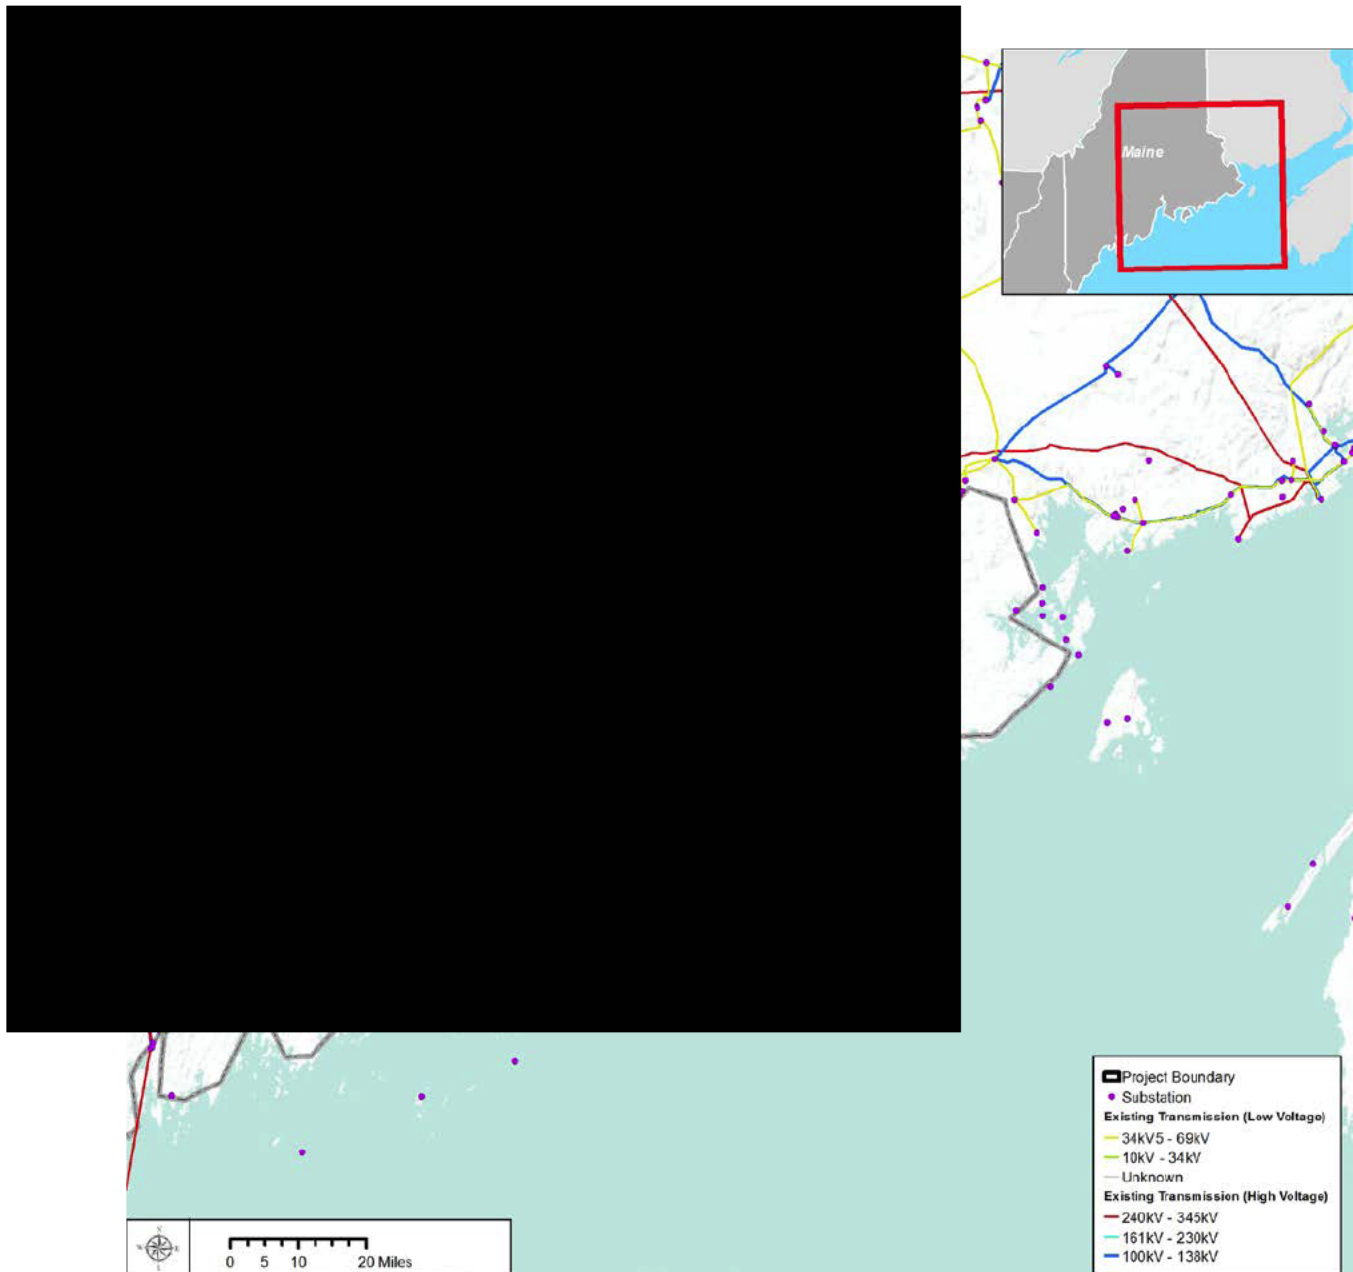 Maine
Project Boundary
Substation
Existing Transmission (Low Voltage)
34kV5 - 69kV
10kV - 34kV
Unknown
Existing Transmission (High Voltage)
240kV - 345kV
161kV - 230kV
100kV - 138kV
0 5 10 20 Miles